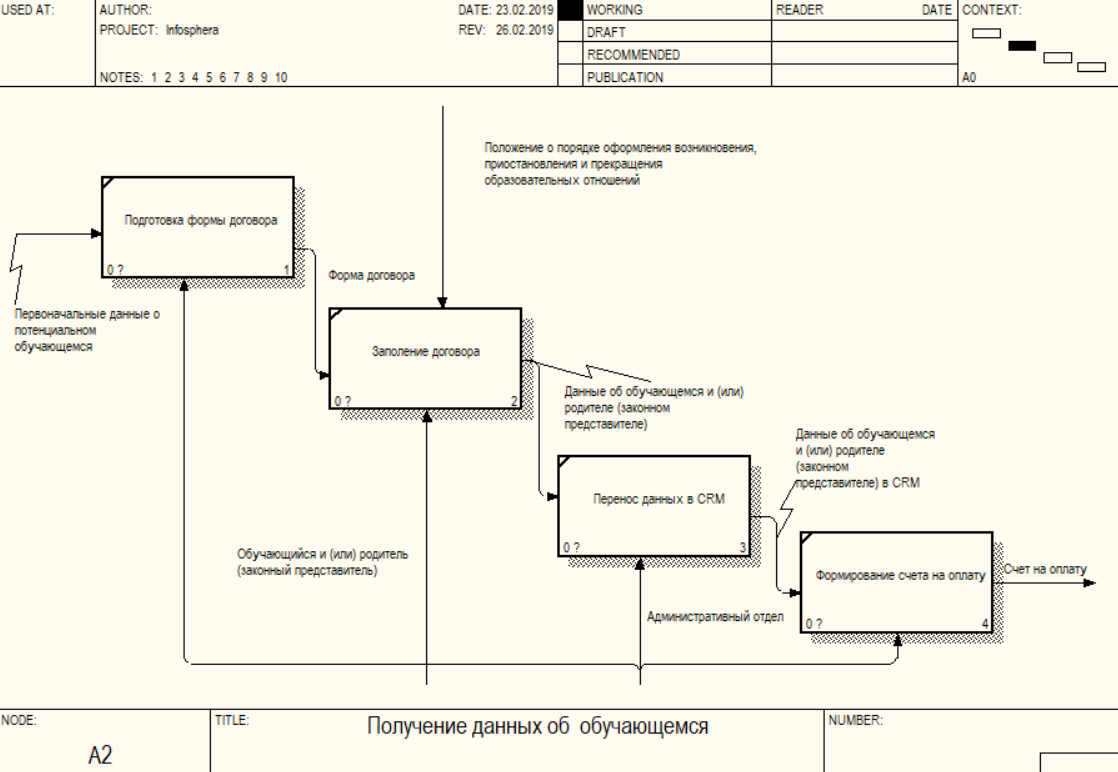 USED AT:
AUTHOR:
DATE: 23.02.2019
WORKING
READER
DATE
CONTEXT:
PROJECT: Infosphera
REV: 26.02.2019
DRAFT
RECOMMENDED
NOTES: 1 2 3 4 5 6 7 8 9 10
PUBLICATION
A0
Положение о порядке оформления возникновения,
приостановления и прекращения
образовательных отношений
Подготовка формы договора
0 ?
1
Форма договора
Первоначальные данные о
потенциальном
обучающемся
Заполение договора
0 ?
2
Данные об обучающемся и (или)
родителе (законном
представителе)
Данные об обучающемся
и (или) родителе
(законном
представителе) в CRM
Перенос данных в CRM
0 ?
3
Обучающийся и (или) родитель
(законный представитель)
Формирование счета на оплату
0 ?
4
Счет на оплату
Административный отдел
NODE:
TITLE:
Получение данных об обучающемся
NUMBER:
A2